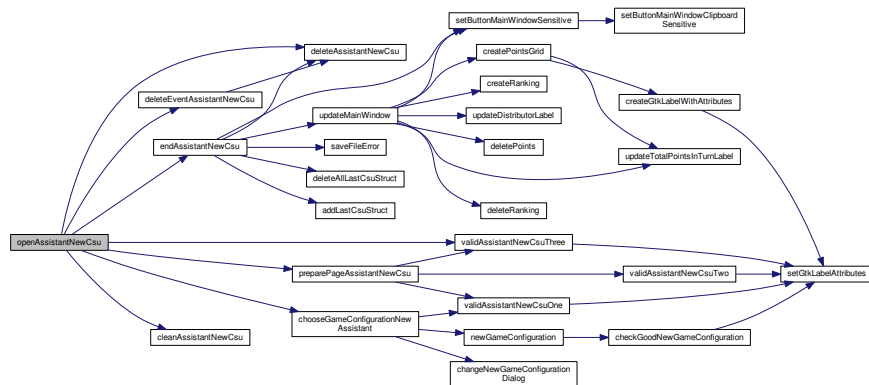 setButtonMainWindowSensitive
setButtonMainWindowClipboard
Sensitive
deleteAssistantNewCsu
createPointsGrid
createRanking
deleteEventAssistantNewCsu
createGtkLabelWithAttributes
updateMainWindow
updateDistributorLabel
endAssistantNewCsu
saveFileError
deletePoints
updateTotalPointsInTurnLabel
deleteAllLastCsuStruct
addLastCsuStruct
deleteRanking
openAssistantNewCsu
validAssistantNewCsuThree
preparePageAssistantNewCsu
validAssistantNewCsuTwo
setGtkLabelAttributes
validAssistantNewCsuOne
chooseGameConfigurationNew
Assistant
cleanAssistantNewCsu
newGameConfiguration
checkGoodNewGameConfiguration
changeNewGameConfiguration
Dialog